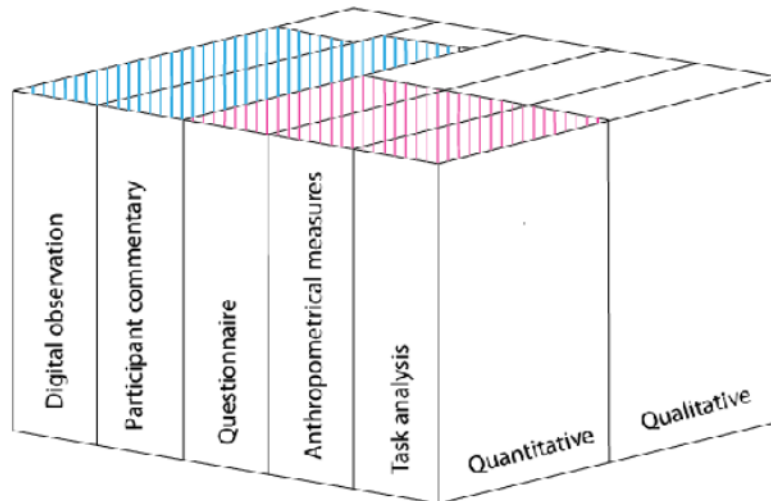 Digital observation
Participant commentary
Questionnaire
Anthropometrical measures
Task analysis
Quantitative
Qualitative